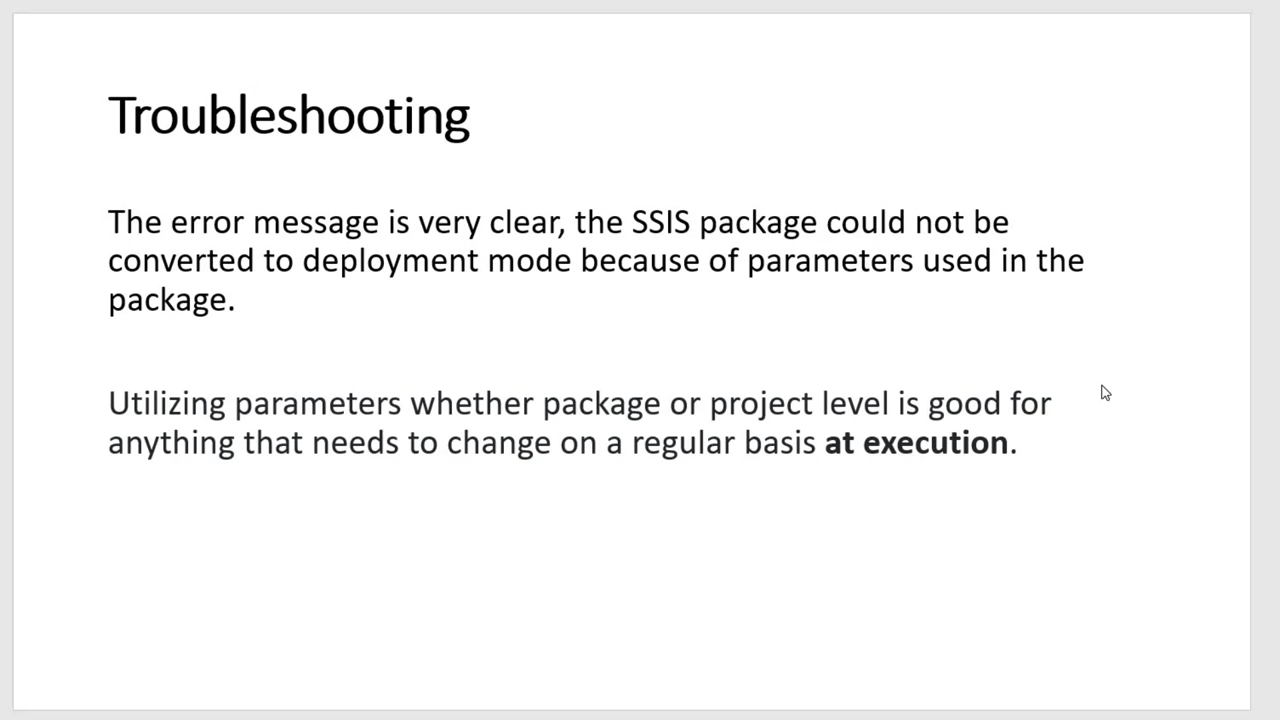 Troubleshooting
The error message is very clear, the SSIS package could not be
converted to deployment mode because of parameters used in the
package.
Utilizing parameters whether package or project level is good for
anything that needs to change on a regular basis at execution.